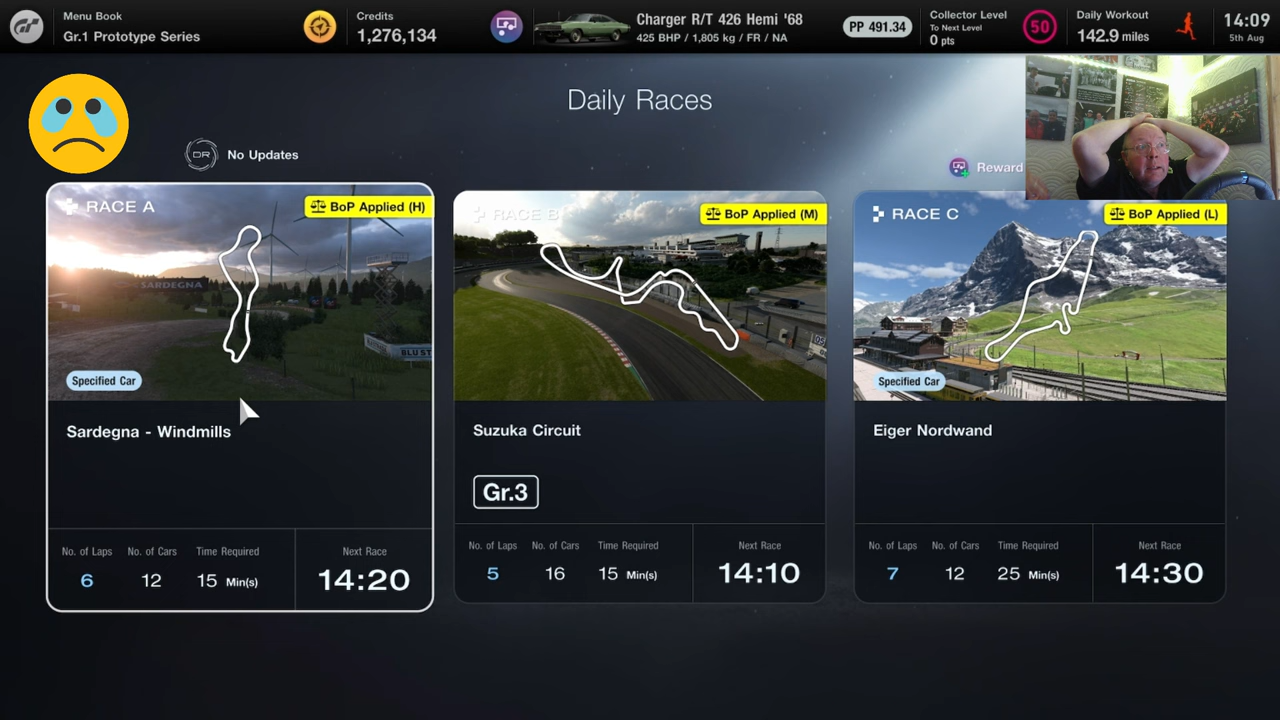 Menu Book
Gr.1 Prototype Series
Credits
1,276,134
Charger R/T 426 Hemi '68
425 BHP / 1,805 kg / FR / NA
PP 491.34
Collector Level
To Next Level
0 pts
50
Daily Workout
142.9 miles
14:09
5th Aug
Daily Races
DR
No Updates
Reward
RACE A
BoP Applied (H)
SARDEGNA
BLU ST
Specified Car
Sardegna - Windmills
No. of Laps
No. of Cars
Time Required
Next Race
6
12
15 Min(s)
14:20
RACE B
BoP Applied (M)
Suzuka Circuit
Gr.3
No. of Laps
No. of Cars
Time Required
Next Race
5
16
15 Min(s)
14:10
RACE C
BoP Applied (L)
Specified Car
Eiger Nordwand
No. of Laps
No. of Cars
Time Required
Next Race
7
12
25 Min(s)
14:30